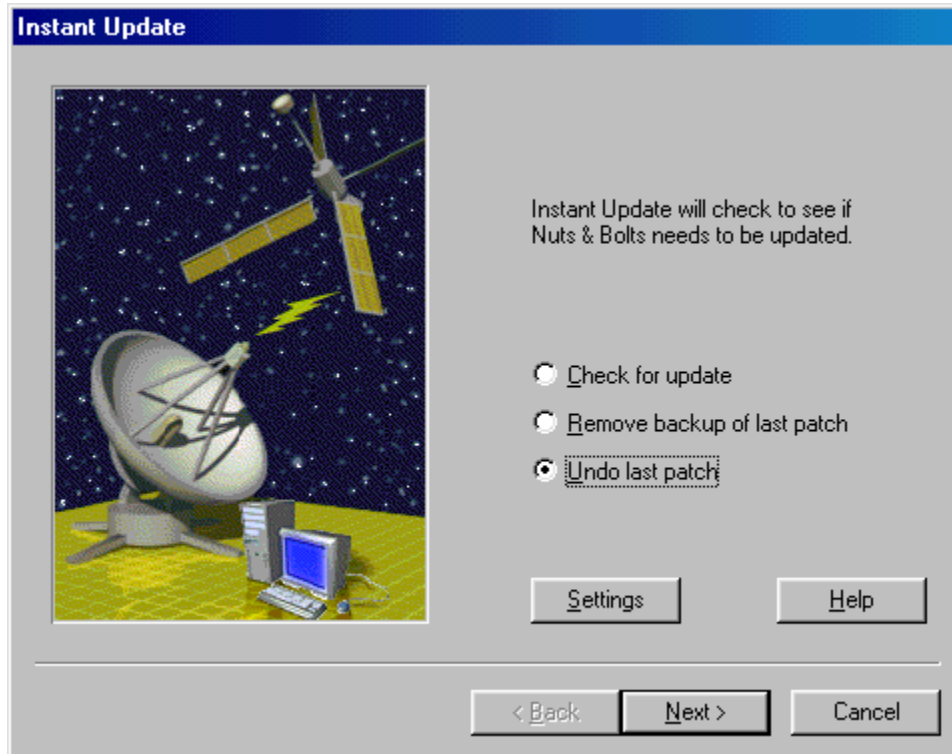 Instant Update
Instant Update will check to see if
Nuts & Bolts needs to be updated.
Check for update
Remove backup of last patch
Undo last patch
Settings
Help
< Back
Next >
Cancel